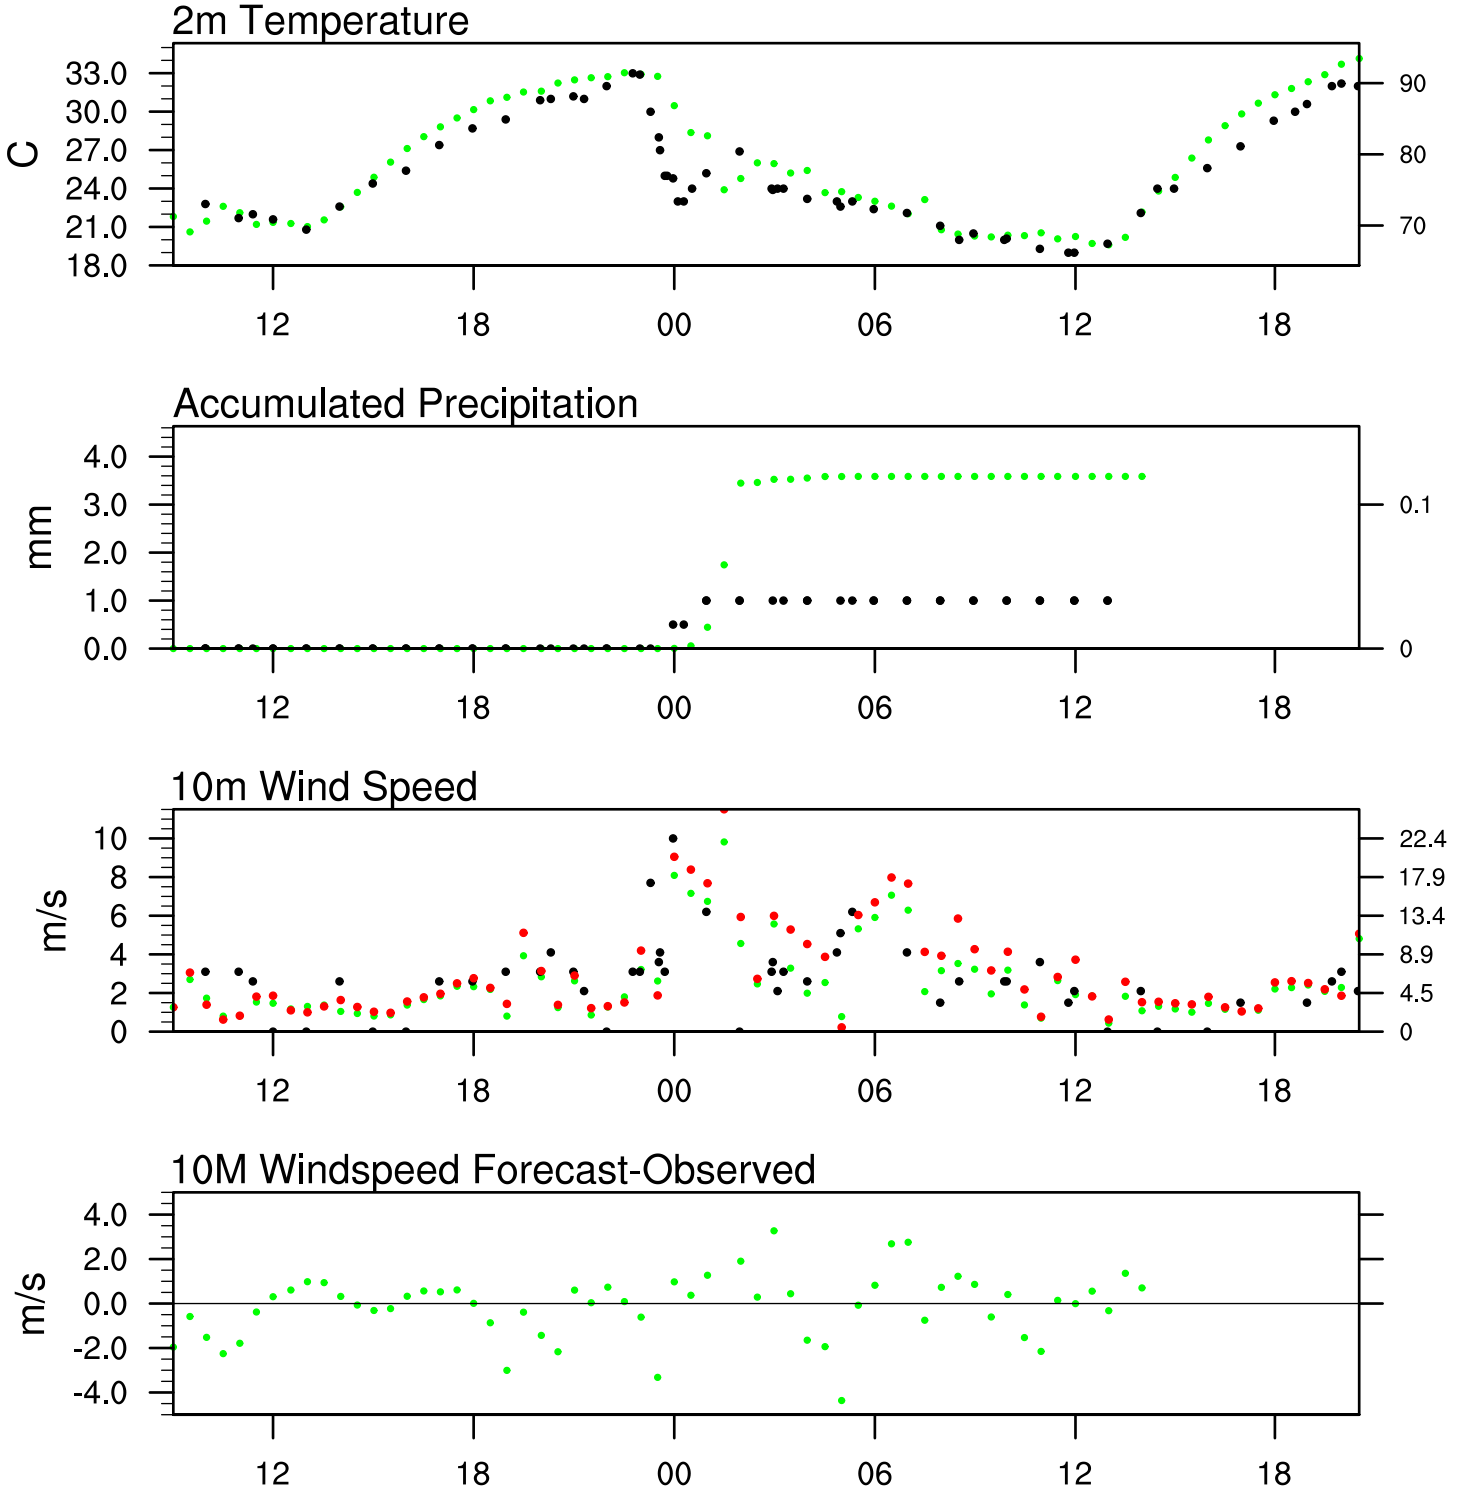 2m Temperature
33.0
30.0
27.0
24.0
21.0
18.0
C
90
80
70
12 18 00 06 12 18
Accumulated Precipitation
4.0
3.0
2.0
1.0
0.0
mm
0.1
0
12 18 00 06 12 18
10m Wind Speed
10
8
6
4
2
0
m/s
22.4
17.9
13.4
8.9
4.5
0
12 18 00 06 12 18
10M Windspeed Forecast-Observed
4.0
2.0
0.0
-2.0
-4.0
m/s
12 18 00 06 12 18